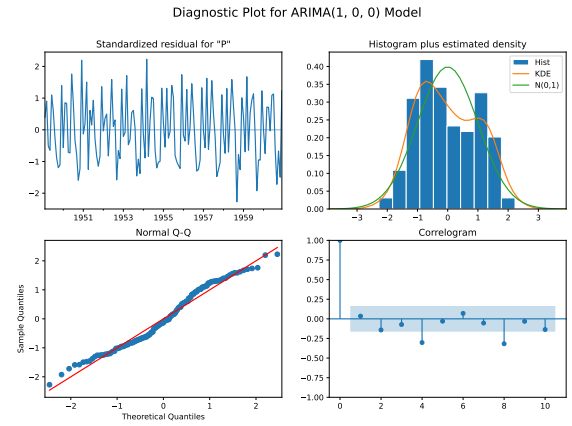 Diagnostic Plot for ARIMA(1, 0, 0) Model
Standardized residual for "P"
2
1
0
−1
−2
1951 1953 1955 1957 1959
Histogram plus estimated density
0.40
0.35
0.30
0.25
0.20
0.15
0.10
0.05
0.00
Hist
KDE
N(0,1)
−3 −2 −1 0 1 2 3
Normal Q-Q
Sample Quantiles
2
1
0
−1
−2
−2 −1 0 1 2
Theoretical Quantiles
Correlogram
1.00
0.75
0.50
0.25
0.00
−0.25
−0.50
−0.75
−1.00
0 2 4 6 8 10